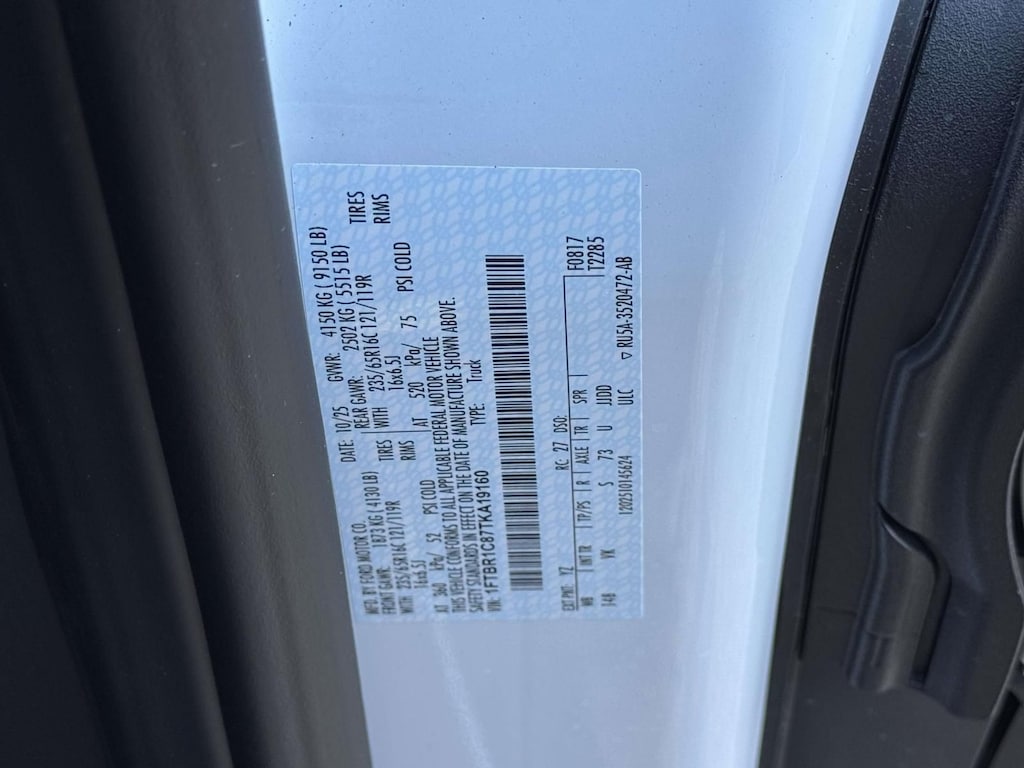 MFD. BY FORD MOTOR CO. DATE: 10/25 GVWR: 4150 KG ( 9150 LB)
FRONT GAWR: 1873 KG ( 4130 LB) REAR GAWR: 2502 KG ( 5515 LB)
WITH 235/65R16C 121/119R TIRES WITH 235/65R16C 121/119R TIRES
16x6.5J RIMS 16x6.5J RIMS
AT 360 kPa/ 52 PSI COLD AT 520 kPa/ 75 PSI COLD
THIS VEHICLE CONFORMS TO ALL APPLICABLE FEDERAL MOTOR VEHICLE
SAFETY STANDARDS IN EFFECT ON THE DATE OF MANUFACTURE SHOWN ABOVE.
VIN: 1FTBR1C87TKA19160 TYPE: Truck
F0817
EXT PNT: YZ RC: 27 DSO: T22B5
WB INT TR TP/PS R AXLE TR SPR
148 VK S 73 U JJDD
120251014S624 ULC ▽ RU5A-3520472-AB